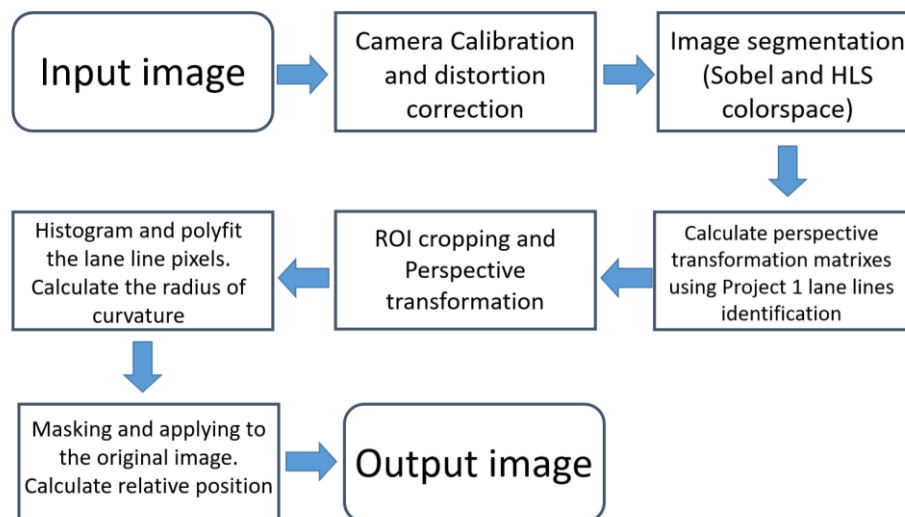 Input image
Camera Calibration
and distortion
correction
Image segmentation
(Sobel and HLS
colorspace)
Calculate perspective
transformation matrixes
using Project 1 lane lines
identification
ROI cropping and
Perspective
transformation
Histogram and polyfit
the lane line pixels.
Calculate the radius of
curvature
Masking and applying to
the original image.
Calculate relative position
Output image